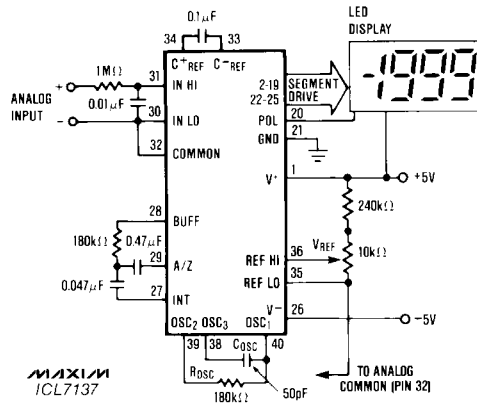 0.1μF
34 33
C+REF C-REF
LED
DISPLAY
-1999
1MΩ
31
IN HI
+
ANALOG
INPUT
-
0.01μF
30
IN LO
32
COMMON
2-19
22-25
SEGMENT
DRIVE
20
POL
21
GND
1
V+
+5V
240kΩ
28
BUFF
180kΩ
0.47μF
29
A/Z
0.047μF
27
INT
36
REF HI
VREF
10kΩ
35
REF LO
26
V-
-5V
OSC2 OSC3 OSC1
39 38 40
COSC
ROSC
50pF
180kΩ
TO ANALOG
COMMON (PIN 32)
MAXIM
ICL7137